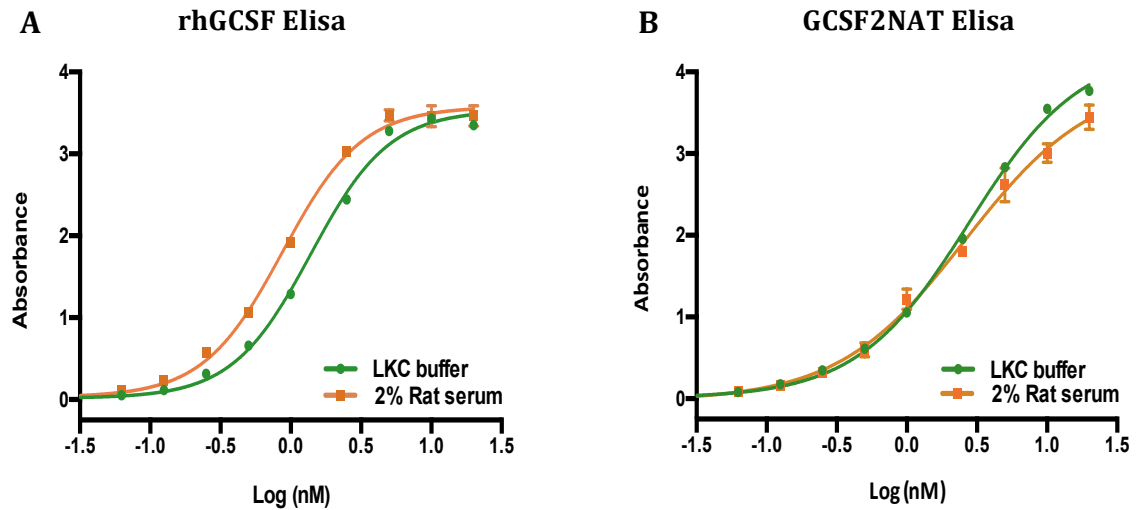 A
rhGCSF Elisa
4
3
2
1
0
Absorbance
-1.5 -1.0 -0.5 0.0 0.5 1.0 1.5
Log (nM)
LKC buffer
2% Rat serum
B
GCSF2NAT Elisa
4
3
2
1
0
Absorbance
-1.5 -1.0 -0.5 0.0 0.5 1.0 1.5
Log (nM)
LKC buffer
2% Rat serum